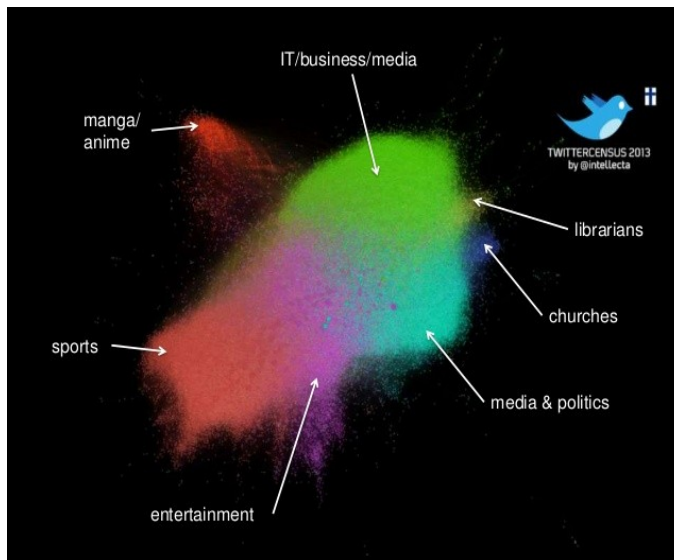 IT/business/media
manga/
anime
TWITTERCENSUS 2013
by @intellecta
librarians
churches
sports
media & politics
entertainment